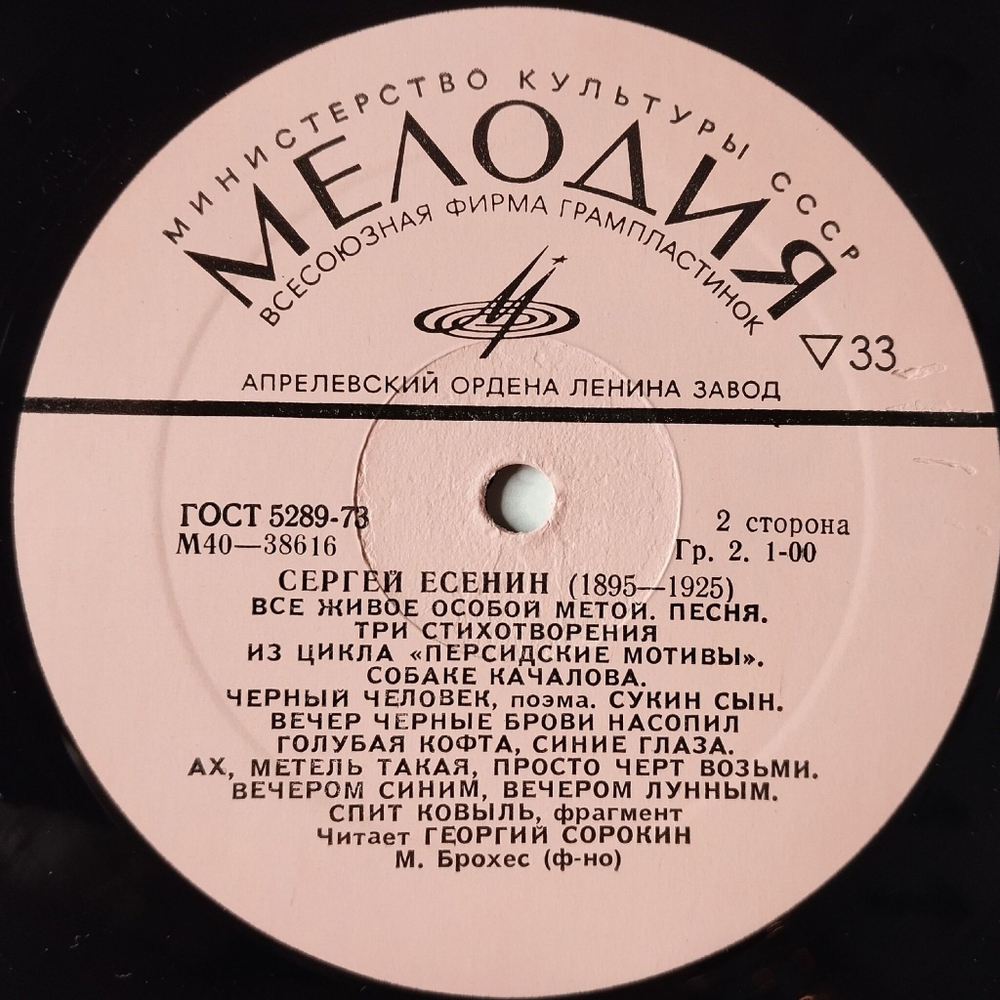 МИНИСТЕРСТВО КУЛЬТУРЫ СССР
МЕЛОДИЯ
ВСЕСОЮЗНАЯ ФИРМА ГРАМПЛАСТИНОК
33
АПРЕЛЕВСКИЙ ОРДЕНА ЛЕНИНА ЗАВОД
ГОСТ 5289-73
2 сторона
М40—38616
Гр. 2. 1-00
СЕРГЕЙ ЕСЕНИН (1895—1925)
ВСЕ ЖИВОЕ ОСОБОЙ МЕТОЙ. ПЕСНЯ.
ТРИ СТИХОТВОРЕНИЯ
ИЗ ЦИКЛА «ПЕРСИДСКИЕ МОТИВЫ».
СОБАКЕ КАЧАЛОВА.
ЧЕРНЫЙ ЧЕЛОВЕК, поэма. СУКИН СЫН.
ВЕЧЕР ЧЕРНЫЕ БРОВИ НАСОПИЛ
ГОЛУБАЯ КОФТА, СИНИЕ ГЛАЗА.
АХ, МЕТЕЛЬ ТАКАЯ, ПРОСТО ЧЕРТ ВОЗЬМИ.
ВЕЧЕРОМ СИНИМ, ВЕЧЕРОМ ЛУННЫМ.
СПИТ КОВЫЛЬ, фрагмент
Читает ГЕОРГИЙ СОРОКИН
М. Брохес (ф-но)